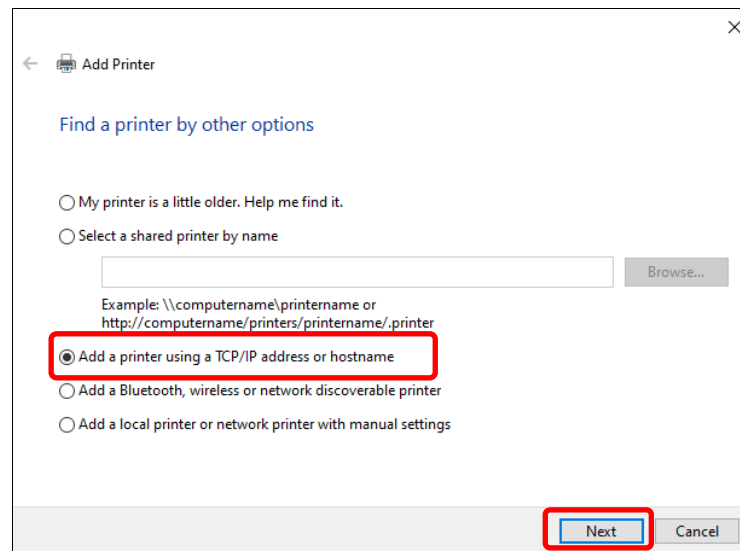 Add Printer
Find a printer by other options
My printer is a little older. Help me find it.
Select a shared printer by name
Browse...
Example: \\computername\printername or
http://computername/printers/printername/.printer
Add a printer using a TCP/IP address or hostname
Add a Bluetooth, wireless or network discoverable printer
Add a local printer or network printer with manual settings
Next
Cancel